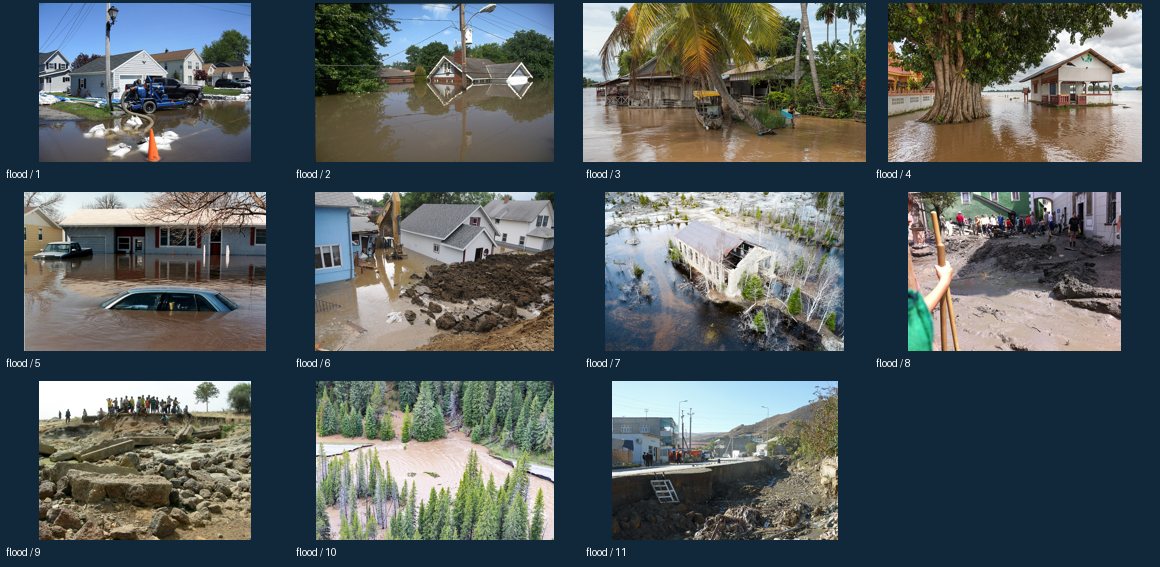 flood / 1
flood / 2
flood / 3
flood / 4
flood / 5
flood / 6
flood / 7
flood / 8
flood / 9
flood / 10
flood / 11